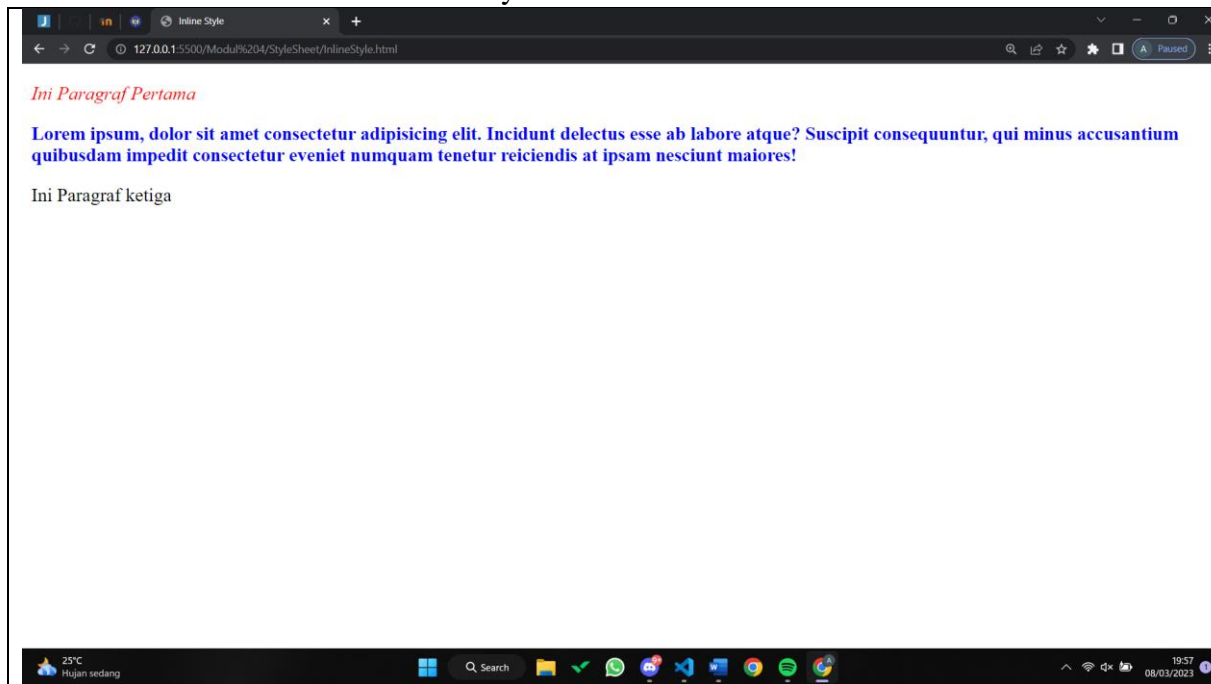 Inline Style
127.0.0.1:5500/Modul%204/StyleSheet/InlineStyle.html
A Paused
Ini Paragraf Pertama
Lorem ipsum, dolor sit amet consectetur adipisicing elit. Incidunt delectus esse ab labore atque? Suscipit consequuntur, qui minus accusantium
quibusdam impedit consectetur eveniet numquam tenetur reiciendis at ipsam nesciunt maiores!
Ini Paragraf ketiga
25°C
Hujan sedang
Search
19:57
08/03/2023
1